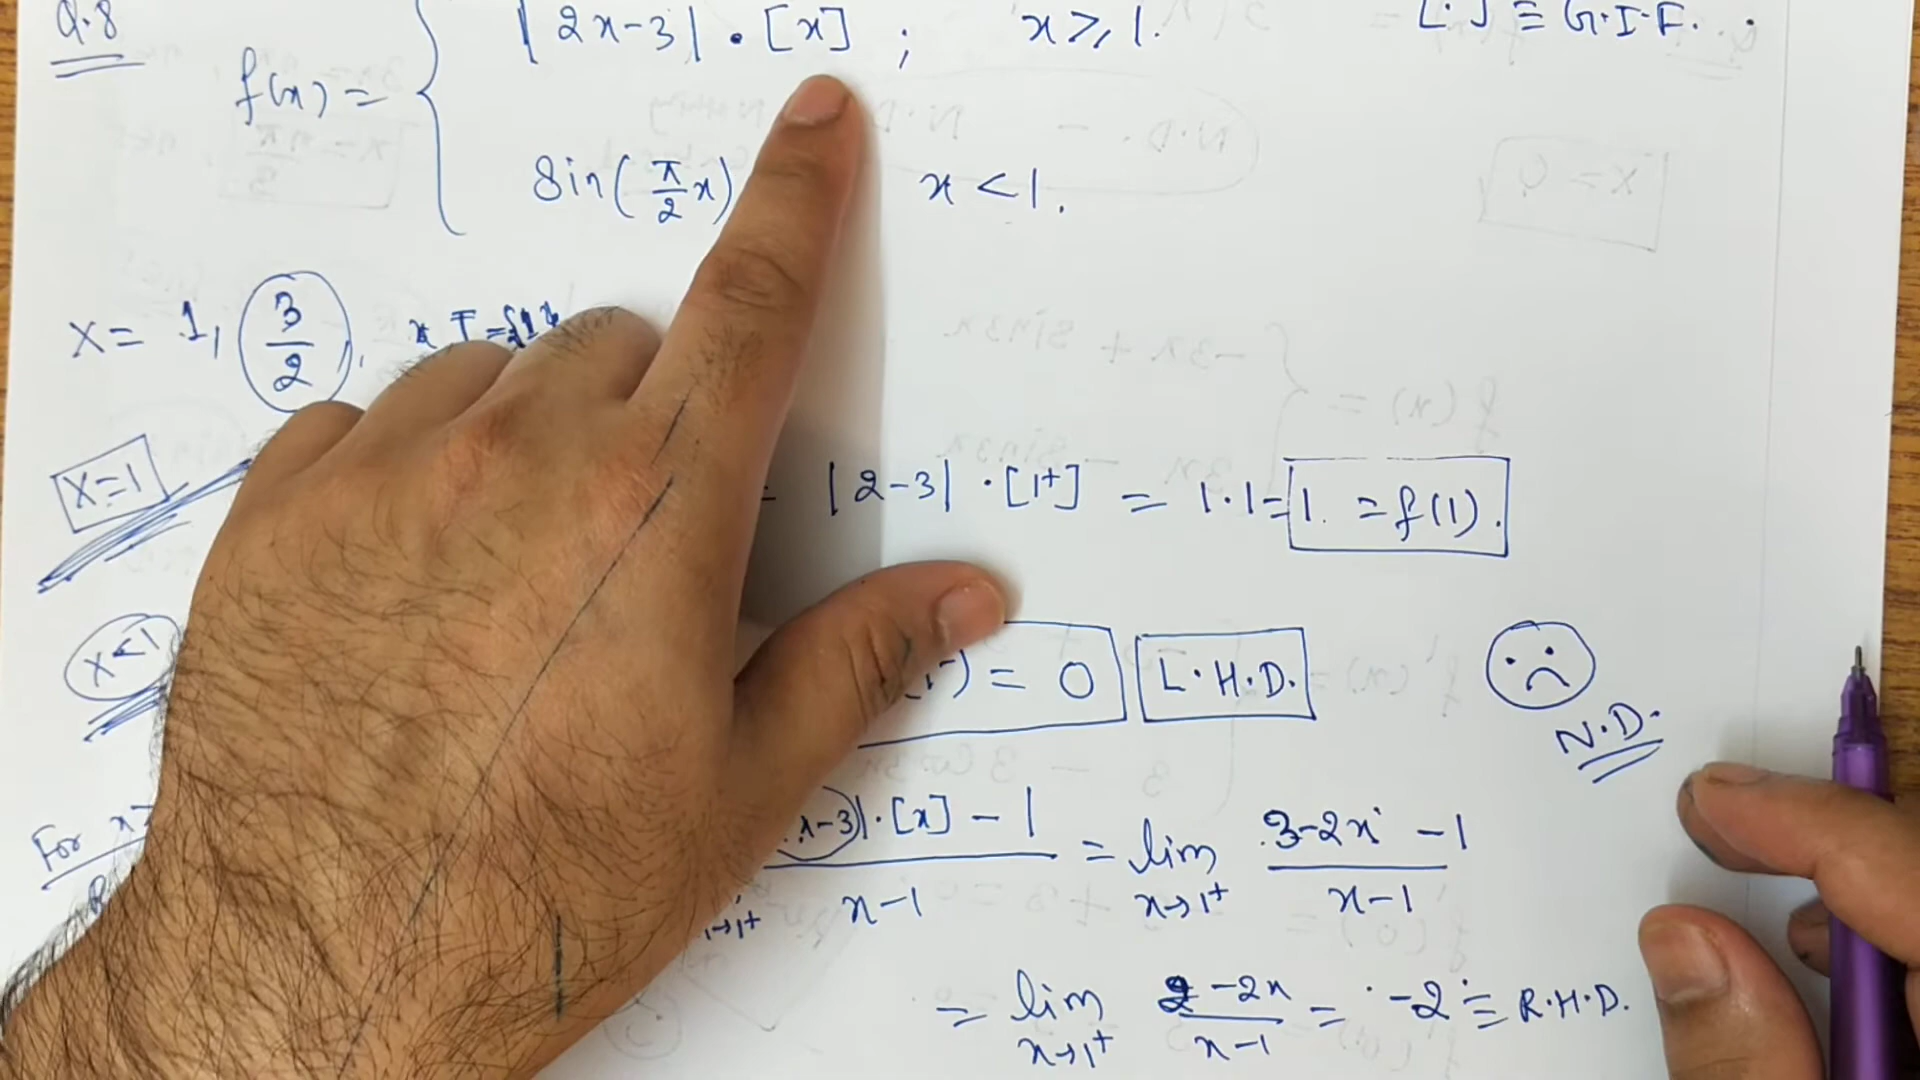 Q.8
f(x) = { |2x-3| • [x] ; x ≥ 1. [.] ≡ G.I.F.
Sin(π/2 x) x < 1.
x = 1, 3/2,
x=1 = |2-3| • [1+] = 1•1 = 1. = f(1).
x<1 = 0 L.H.D. N.D.
For
x-3)|•[x] - 1 / x-1 = lim x→1+ 3-2x - 1 / x-1
= lim x→1+ 2-2x / x-1 = -2 ≡ R.H.D.